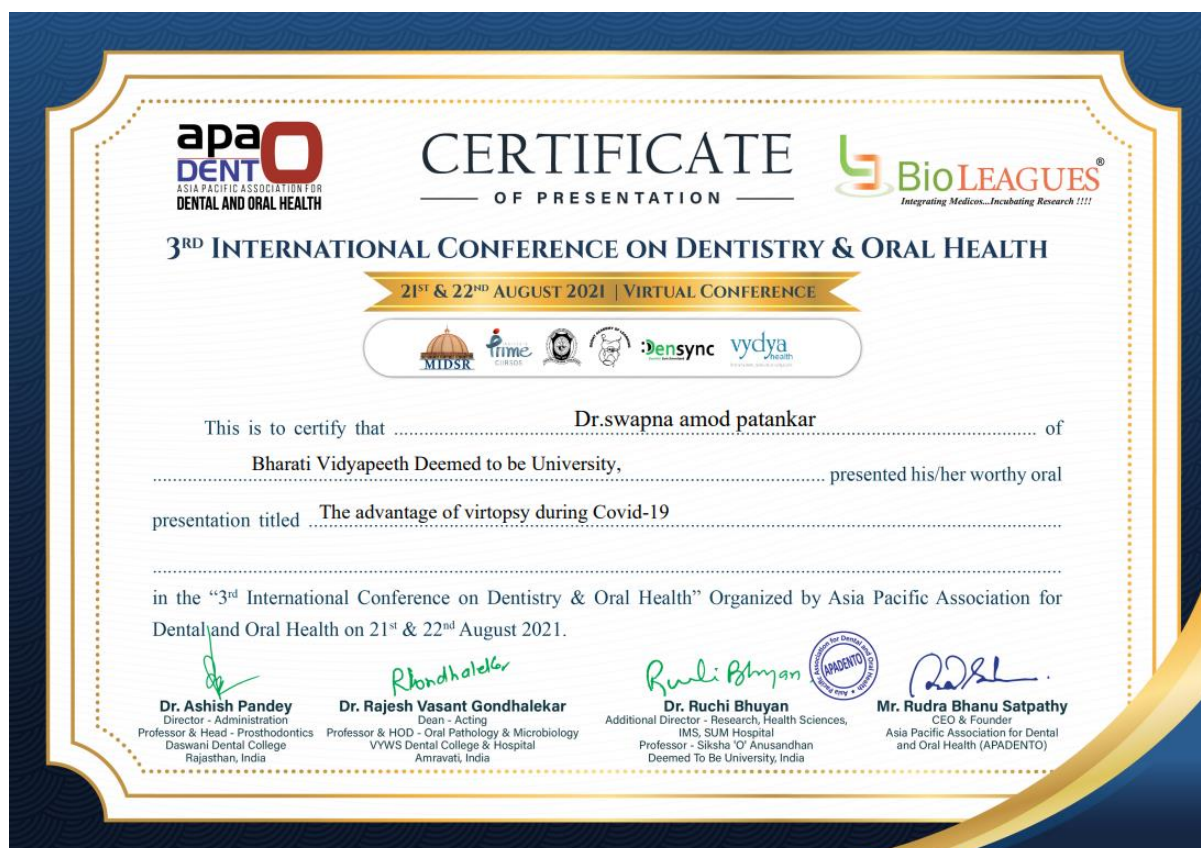 apaO
DENT
ASIA PACIFIC ASSOCIATION FOR
DENTAL AND ORAL HEALTH
CERTIFICATE
OF PRESENTATION
BioLEAGUES®
Integrating Medicos...Incubating Research !!!!
3RD INTERNATIONAL CONFERENCE ON DENTISTRY & ORAL HEALTH
21ST & 22ND AUGUST 2021 | VIRTUAL CONFERENCE
MIDSR
Prime
CURSOS
Densync
vydya
health
This is to certify that Dr.swapna amod patankar of
Bharati Vidyapeeth Deemed to be University, presented his/her worthy oral
presentation titled The advantage of virtopsy during Covid-19
in the “3rd International Conference on Dentistry & Oral Health” Organized by Asia Pacific Association for
Dental and Oral Health on 21st & 22nd August 2021.
Dr. Ashish Pandey
Director - Administration
Professor & Head - Prosthodontics
Daswani Dental College
Rajasthan, India
Dr. Rajesh Vasant Gondhalekar
Dean - Acting
Professor & HOD - Oral Pathology & Microbiology
VYWS Dental College & Hospital
Amravati, India
Ruchi Bhuyan
Dr. Ruchi Bhuyan
Additional Director - Research, Health Sciences,
IMS, SUM Hospital
Professor - Siksha 'O' Anusandhan
Deemed To Be University, India
Asia Pacific Association for Dental and Oral Health
APADENTO
Mr. Rudra Bhanu Satpathy
CEO & Founder
Asia Pacific Association for Dental
and Oral Health (APADENTO)